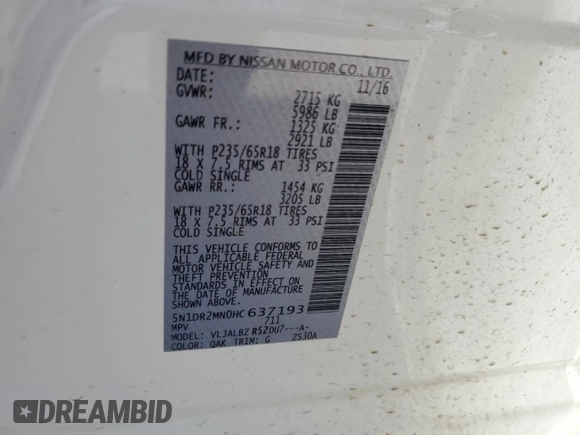 MFD BY NISSAN MOTOR CO., LTD.
DATE: 11/16
GVWR: 2715 KG
5986 LB
GAWR FR.: 1325 KG
2921 LB
WITH P235/65R18 TIRES
18 X 7.5 RIMS AT 33 PSI
COLD SINGLE
GAWR RR.: 1454 KG
3205 LB
WITH P235/65R18 TIRES
18 X 7.5 RIMS AT 33 PSI
COLD SINGLE
THIS VEHICLE CONFORMS TO
ALL APPLICABLE FEDERAL
MOTOR VEHICLE SAFETY AND
THEFT PREVENTION
STANDARDS IN EFFECT ON
THE DATE OF MANUFACTURE
SHOWN ABOVE.
5N1DR2MN0HC637193
MPV 711
VLJALBZ R52DU7---A-
COLOR: QAK TRIM: G ZS30A
DREAMBID